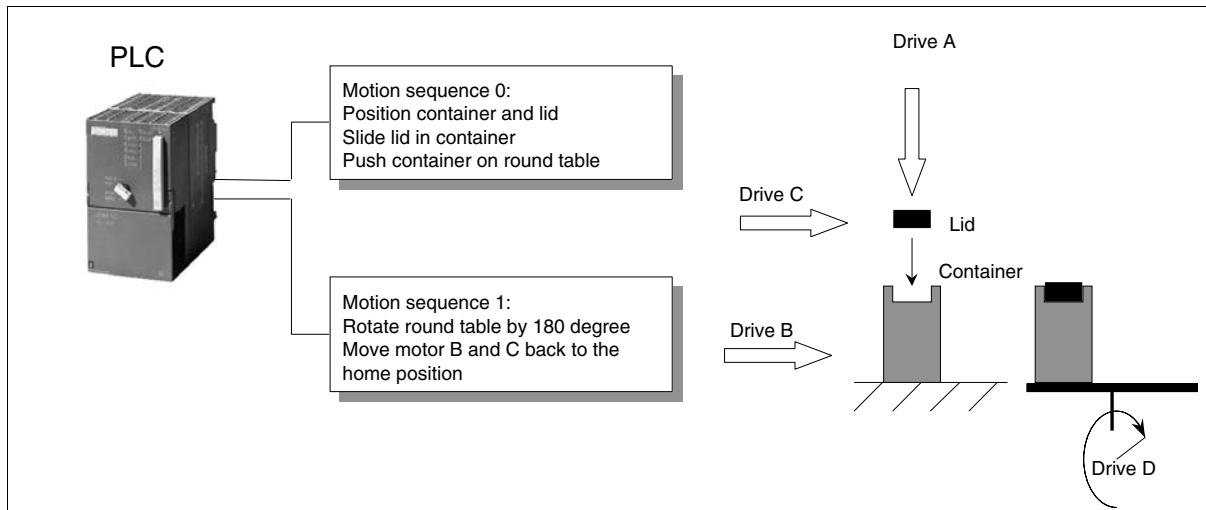 PLC
Motion sequence 0:
Position container and lid
Slide lid in container
Push container on round table
Motion sequence 1:
Rotate round table by 180 degree
Move motor B and C back to the
home position
Drive A
Drive C
Lid
Container
Drive B
Drive D